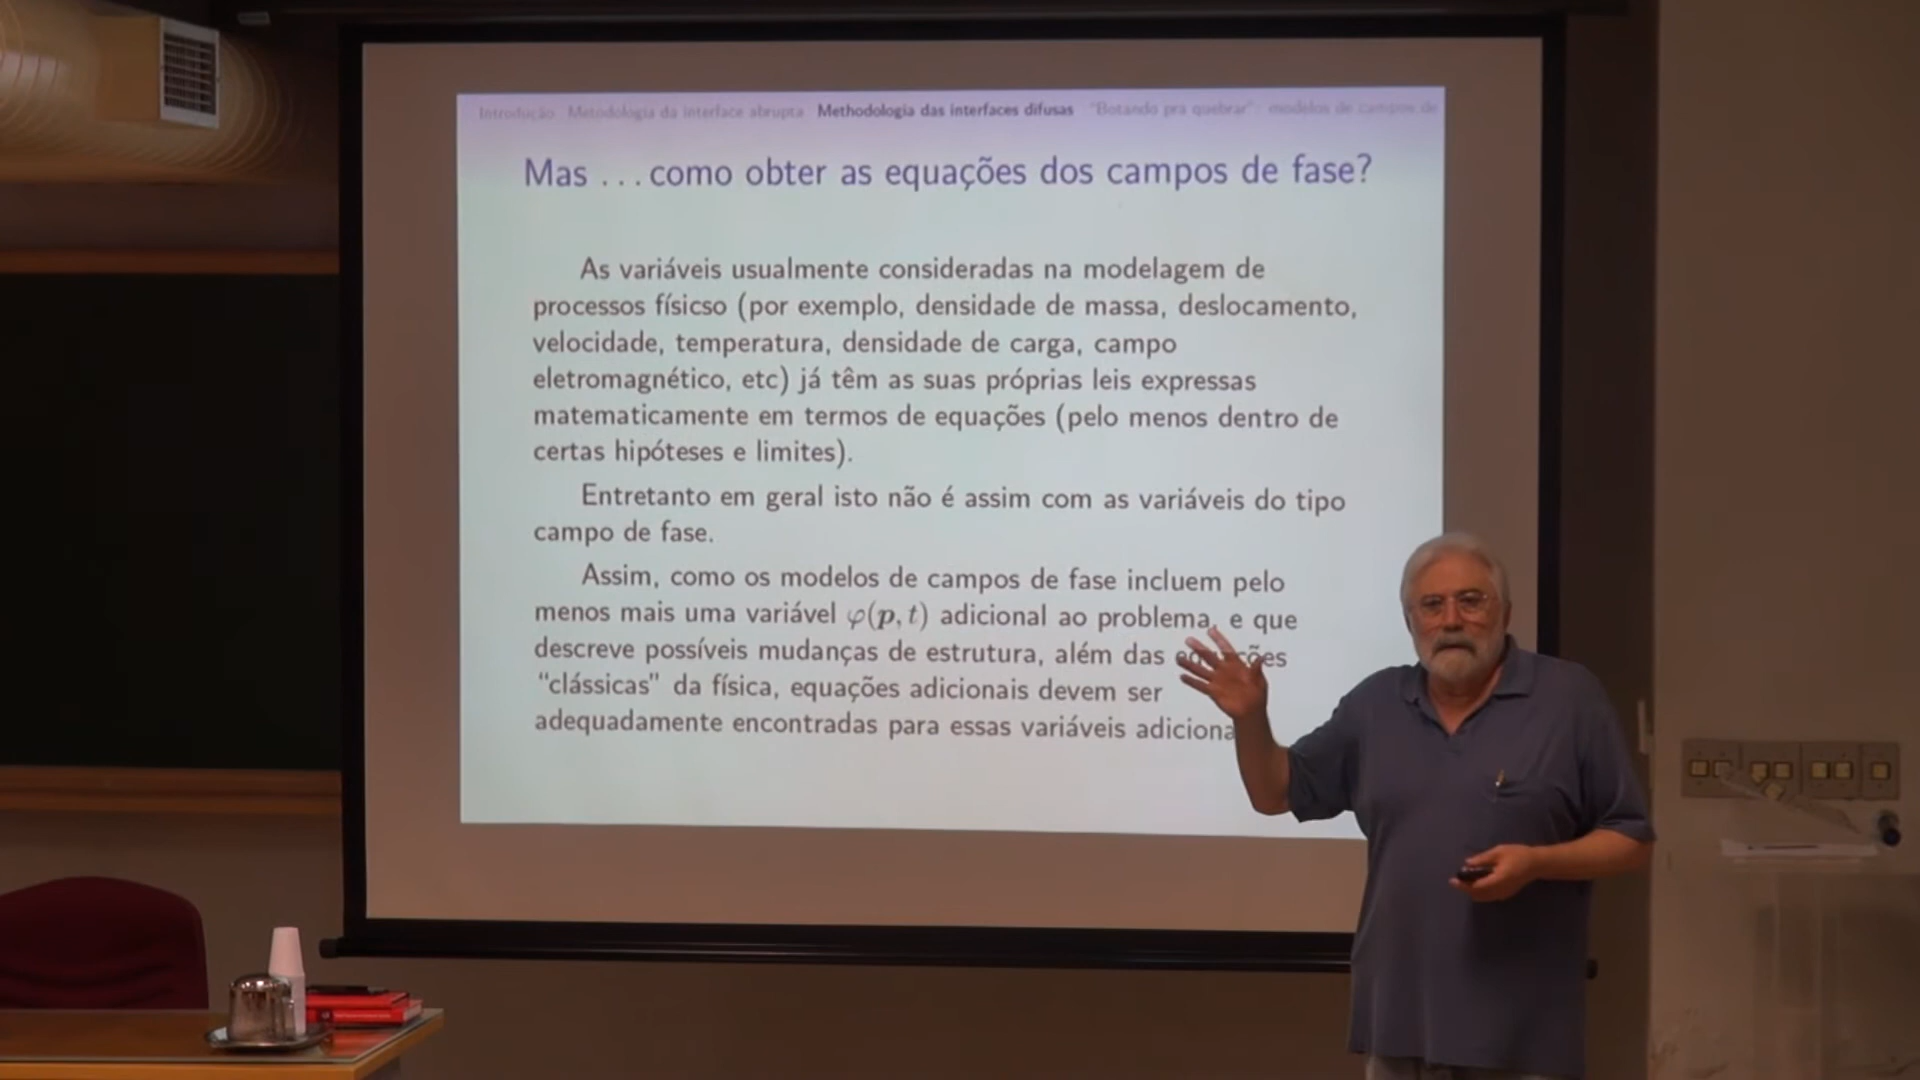 Introdução Metodologia da interface abrupta Methodologia das interfaces difusas "Botando pra quebrar": modelos de campos de
Mas ... como obter as equações dos campos de fase?
As variáveis usualmente consideradas na modelagem de
processos físicso (por exemplo, densidade de massa, deslocamento,
velocidade, temperatura, densidade de carga, campo
eletromagnético, etc) já têm as suas próprias leis expressas
matematicamente em termos de equações (pelo menos dentro de
certas hipóteses e limites).
Entretanto em geral isto não é assim com as variáveis do tipo
campo de fase.
Assim, como os modelos de campos de fase incluem pelo
menos mais uma variável φ(p, t) adicional ao problema, e que
descreve possíveis mudanças de estrutura, além das equações
"clássicas" da física, equações adicionais devem ser
adequadamente encontradas para essas variáveis adiciona